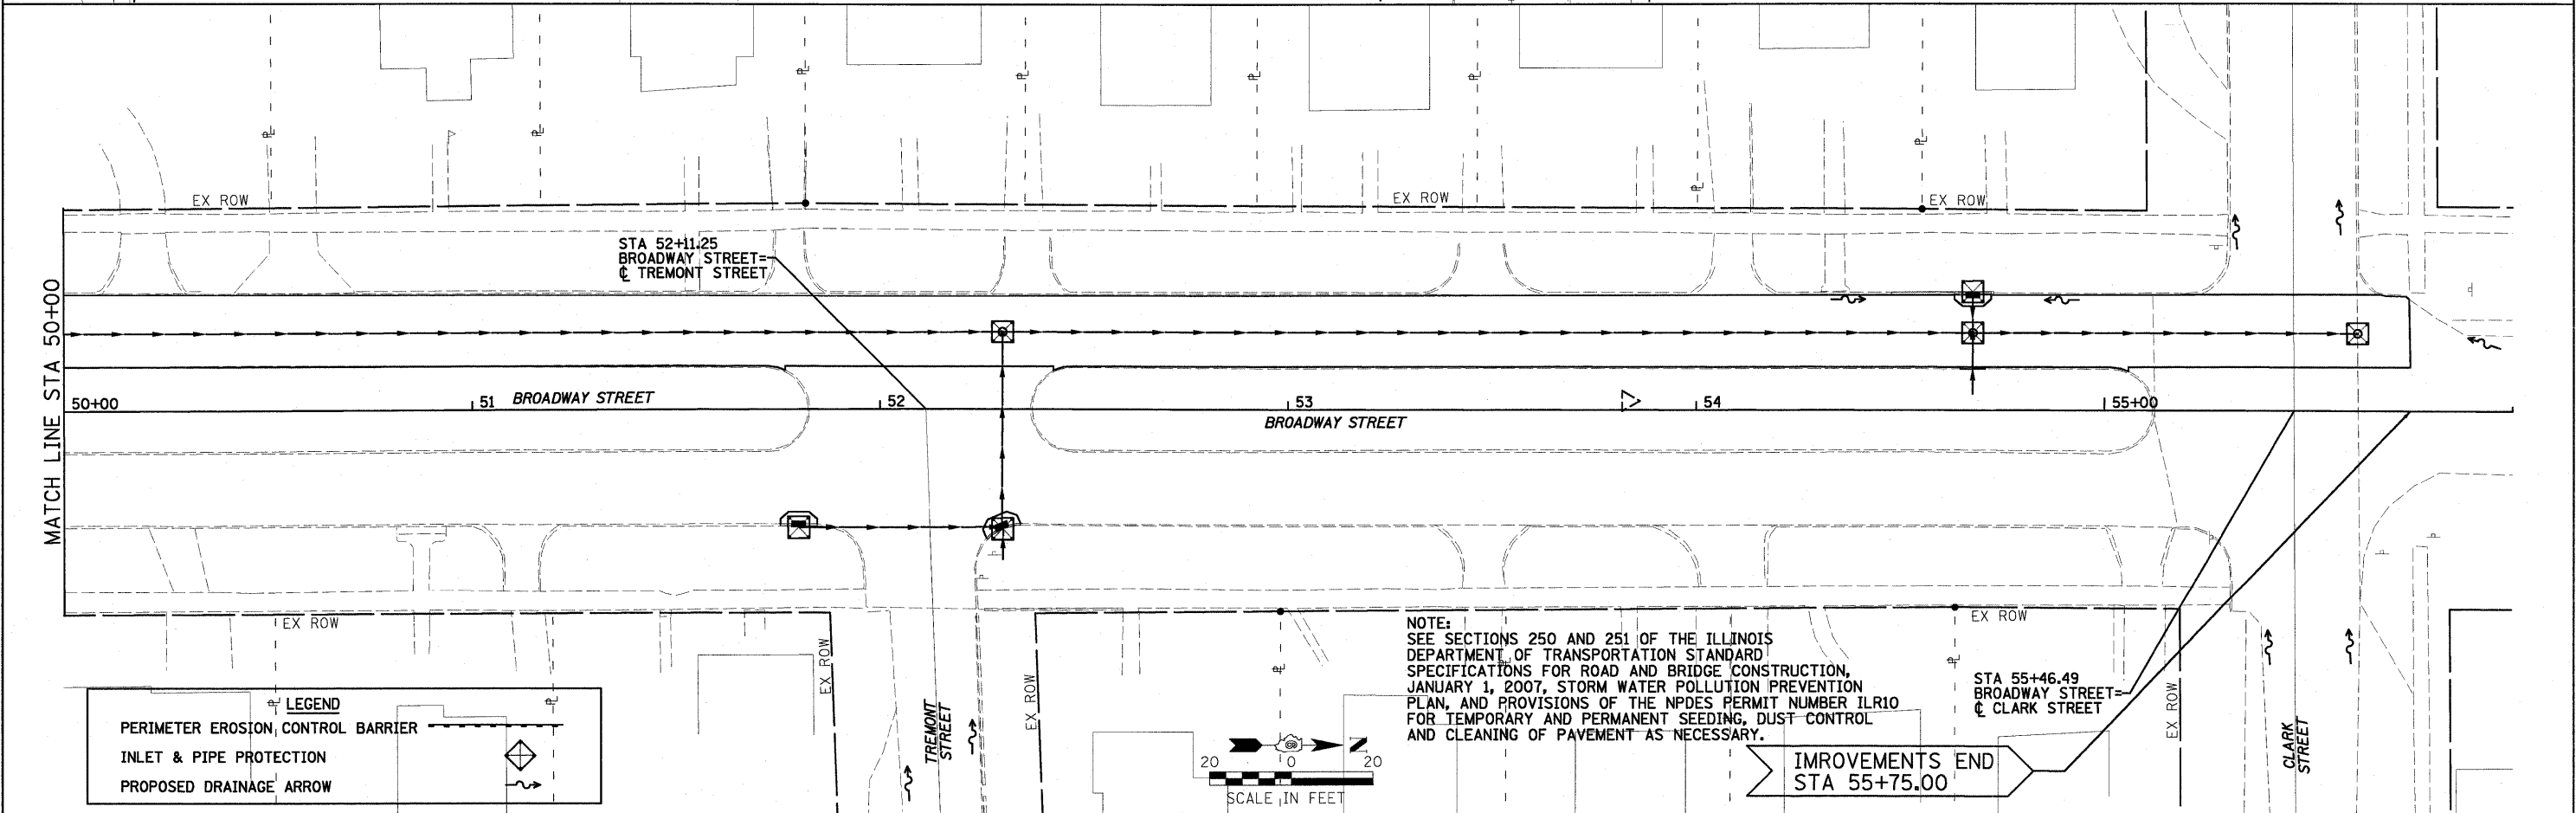 EX ROW
EX ROW
EX ROW
STA 52+11.25
BROADWAY STREET=
℄ TREMONT STREET
MATCH LINE STA 50+00
50+00
51
BROADWAY STREET
52
53
BROADWAY STREET
54
55+00
EX ROW
EX ROW
EX ROW
TREMONT
STREET
EX ROW
LEGEND
PERIMETER EROSION CONTROL BARRIER
INLET & PIPE PROTECTION
PROPOSED DRAINAGE ARROW
20 0 20
SCALE IN FEET
NOTE:
SEE SECTIONS 250 AND 251 OF THE ILLINOIS
DEPARTMENT OF TRANSPORTATION STANDARD
SPECIFICATIONS FOR ROAD AND BRIDGE CONSTRUCTION,
JANUARY 1, 2007, STORM WATER POLLUTION PREVENTION
PLAN, AND PROVISIONS OF THE NPDES PERMIT NUMBER ILR10
FOR TEMPORARY AND PERMANENT SEEDING, DUST CONTROL
AND CLEANING OF PAVEMENT AS NECESSARY.
STA 55+46.49
BROADWAY STREET=
℄ CLARK STREET
EX ROW
CLARK
STREET
IMROVEMENTS END
STA 55+75.00